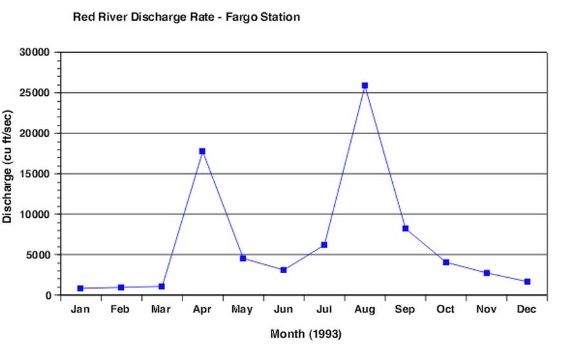 Red River Discharge Rate - Fargo Station
30000
25000
20000
15000
10000
5000
0
Discharge (cu ft/sec)
Jan Feb Mar Apr May Jun Jul Aug Sep Oct Nov Dec
Month (1993)